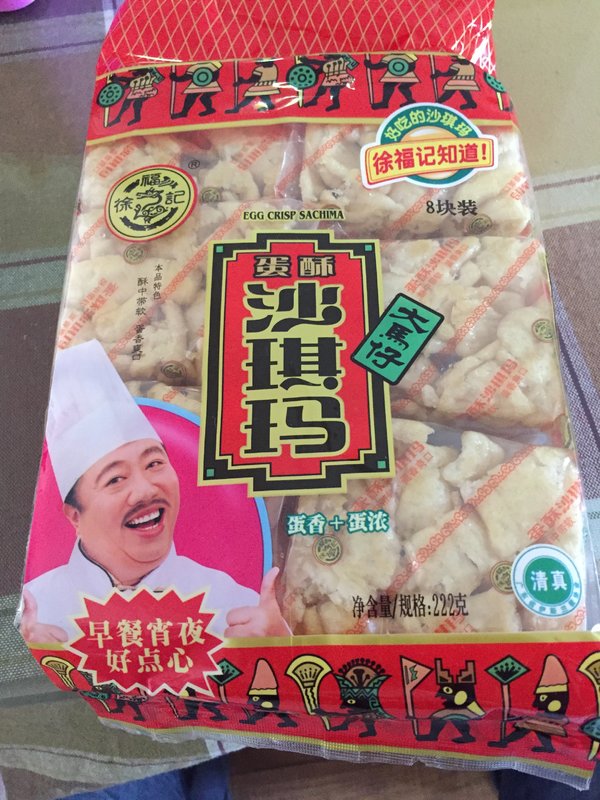 好吃的沙琪玛
徐福记知道!
8块装
徐福記
®
EGG CRISP SACHIMA
蛋酥
沙琪玛
大馬仔
本品特色
酥中带软 蛋香爽口
蛋香+蛋浓
净含量/规格:222克
清真
早餐宵夜
好点心